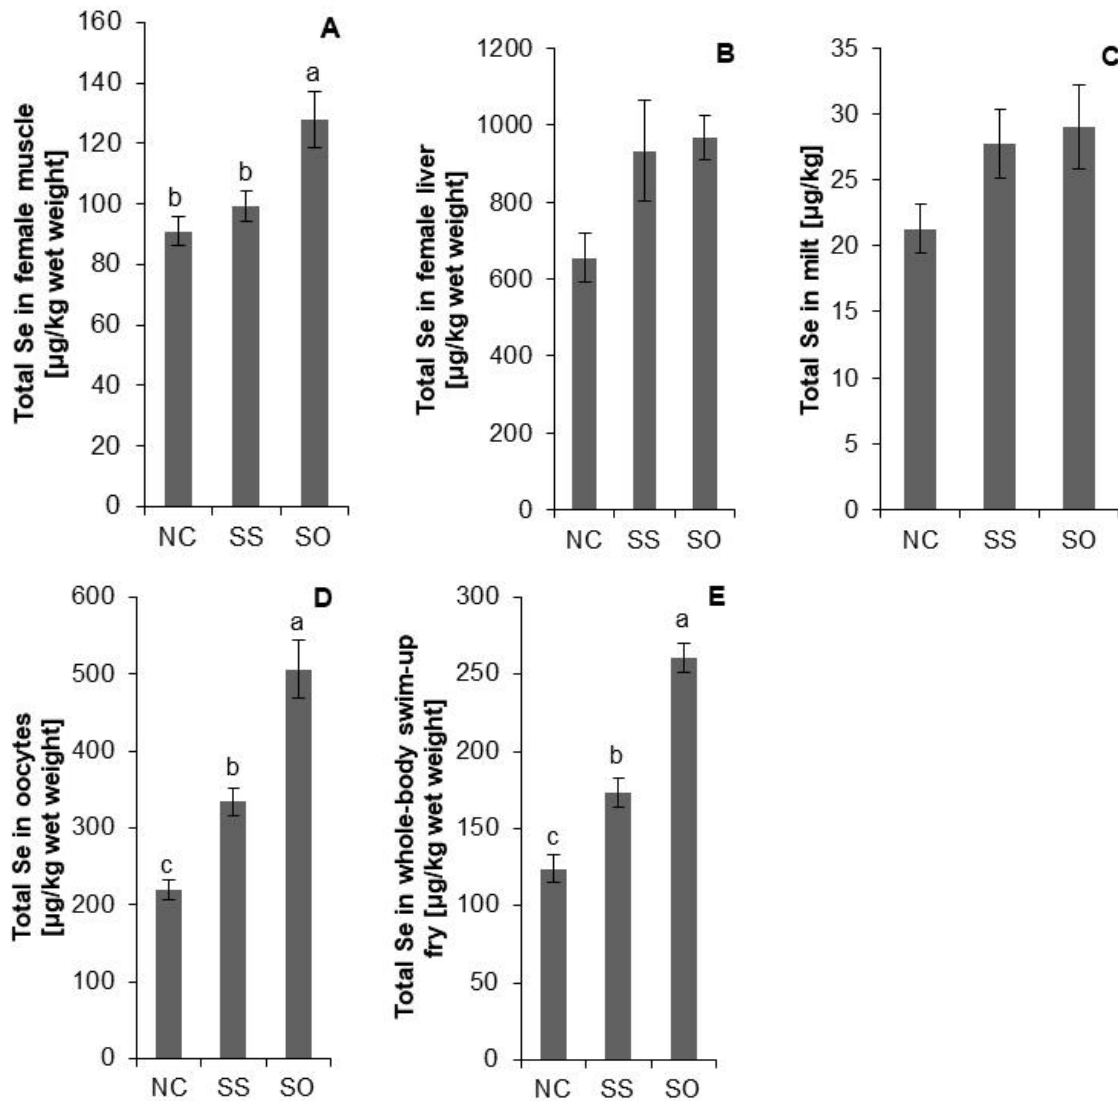 A
Total Se in female muscle
[µg/kg wet weight]
160
140
120
100
80
60
40
20
0
b
b
a
NC SS SO
B
Total Se in female liver
[µg/kg wet weight]
1200
1000
800
600
400
200
0
NC SS SO
C
Total Se in milt [µg/kg]
35
30
25
20
15
10
5
0
NC SS SO
D
Total Se in oocytes
[µg/kg wet weight]
600
500
400
300
200
100
0
c
b
a
NC SS SO
E
Total Se in whole-body swim-up
fry [µg/kg wet weight]
300
250
200
150
100
50
0
c
b
a
NC SS SO